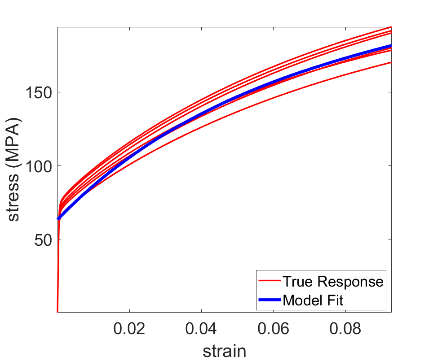 stress (MPA)
150
100
50
0.02
0.04
0.06
0.08
strain
True Response
Model Fit